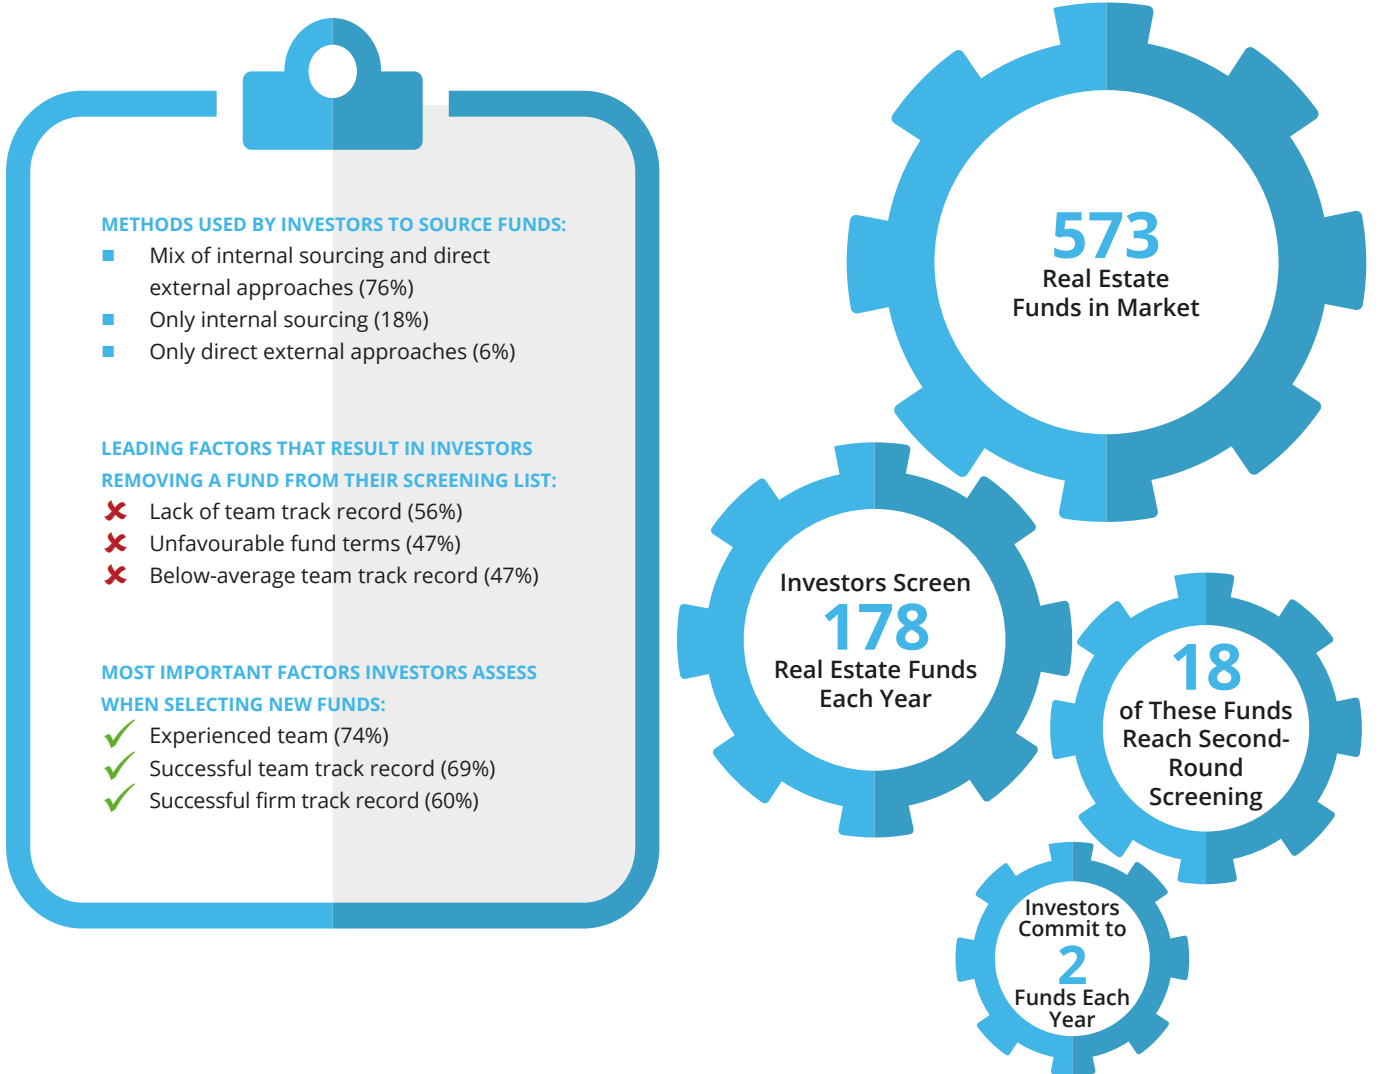 METHODS USED BY INVESTORS TO SOURCE FUNDS:
Mix of internal sourcing and direct
external approaches (76%)
Only internal sourcing (18%)
Only direct external approaches (6%)
LEADING FACTORS THAT RESULT IN INVESTORS
REMOVING A FUND FROM THEIR SCREENING LIST:
Lack of team track record (56%)
Unfavourable fund terms (47%)
Below-average team track record (47%)
MOST IMPORTANT FACTORS INVESTORS ASSESS
WHEN SELECTING NEW FUNDS:
Experienced team (74%)
Successful team track record (69%)
Successful firm track record (60%)
573
Real Estate
Funds in Market
Investors Screen
178
Real Estate Funds
Each Year
18
of These Funds
Reach Second-
Round
Screening
Investors
Commit to
2
Funds Each
Year